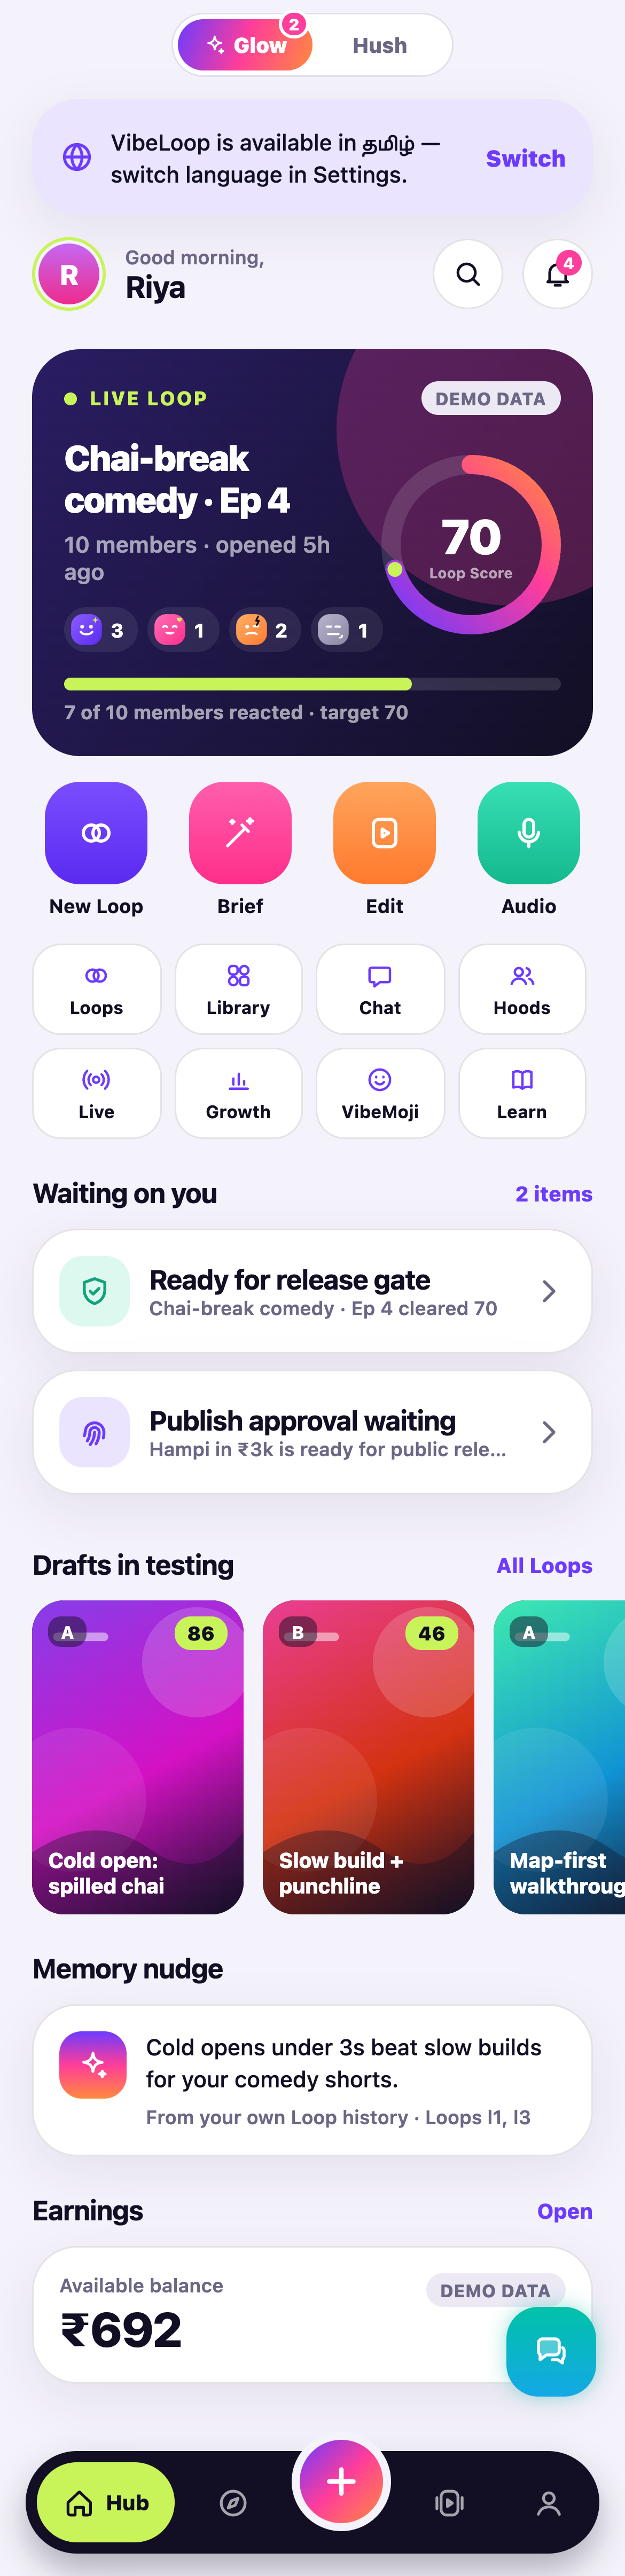 Glow
2
Hush
VibeLoop is available in தமிழ் —
switch language in Settings.
Switch
R
Good morning,
Riya
4
LIVE LOOP
DEMO DATA
Chai-break
comedy · Ep 4
10 members · opened 5h
ago
70
Loop Score
3
1
2
1
7 of 10 members reacted · target 70
New Loop
Brief
Edit
Audio
Loops
Library
Chat
Hoods
Live
Growth
VibeMoji
Learn
Waiting on you
2 items
Ready for release gate
Chai-break comedy · Ep 4 cleared 70
Publish approval waiting
Hampi in ₹3k is ready for public rele...
Drafts in testing
All Loops
A
86
Cold open:
spilled chai
B
46
Slow build +
punchline
A
Map-first
walkthroug
Memory nudge
Cold opens under 3s beat slow builds
for your comedy shorts.
From your own Loop history · Loops l1, l3
Earnings
Open
Available balance
DEMO DATA
₹692
Hub